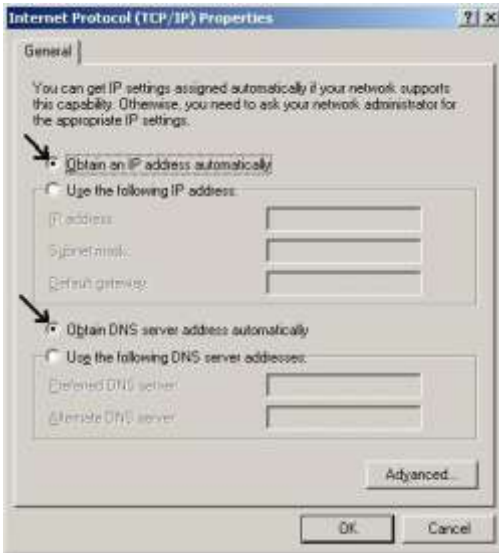 Internet Protocol (TCP/IP) Properties
General
You can get IP settings assigned automatically if your network supports
this capability. Otherwise, you need to ask your network administrator for
the appropriate IP settings.
Obtain an IP address automatically
Use the following IP address:
IP address:
Subnet mask:
Default gateway:
Obtain DNS server address automatically
Use the following DNS server addresses:
Preferred DNS server:
Alternate DNS server:
Advanced...
OK
Cancel